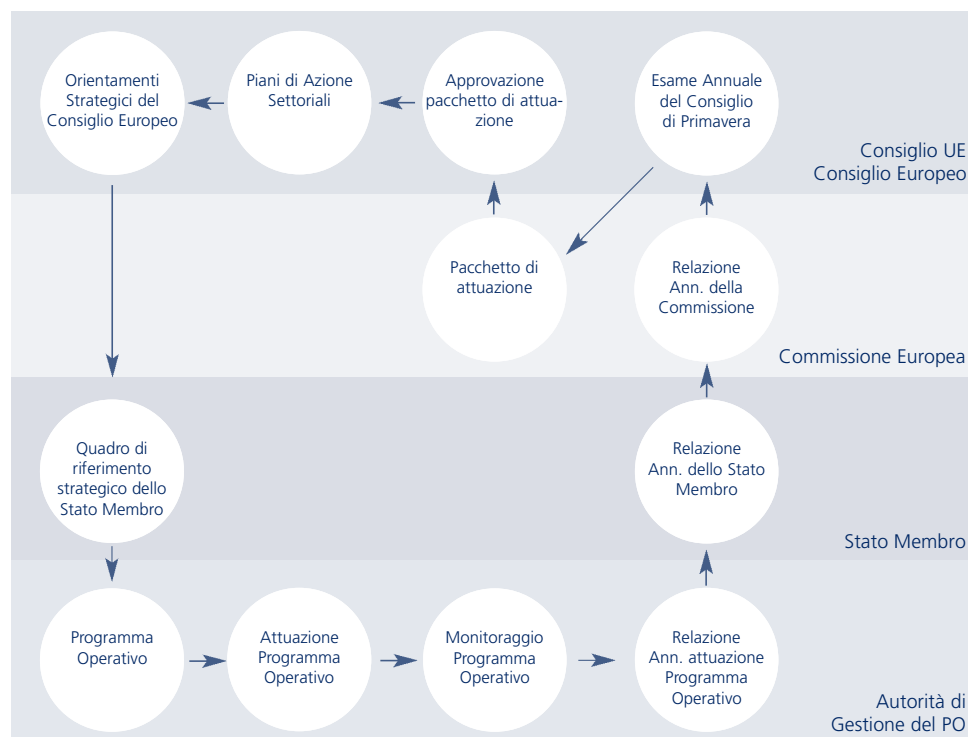 Orientamenti
Strategici del
Consiglio Europeo
Piani di Azione
Settoriali
Approvazione
pacchetto di attua-
zione
Esame Annuale
del Consiglio
di Primavera
Consiglio UE
Consiglio Europeo
Pacchetto di
attuazione
Relazione
Ann. della
Commissione
Commissione Europea
Quadro di
riferimento
strategico dello
Stato Membro
Relazione
Ann. dello Stato
Membro
Stato Membro
Programma
Operativo
Attuazione
Programma
Operativo
Monitoraggio
Programma
Operativo
Relazione
Ann. attuazione
Programma
Operativo
Autorità di
Gestione del PO